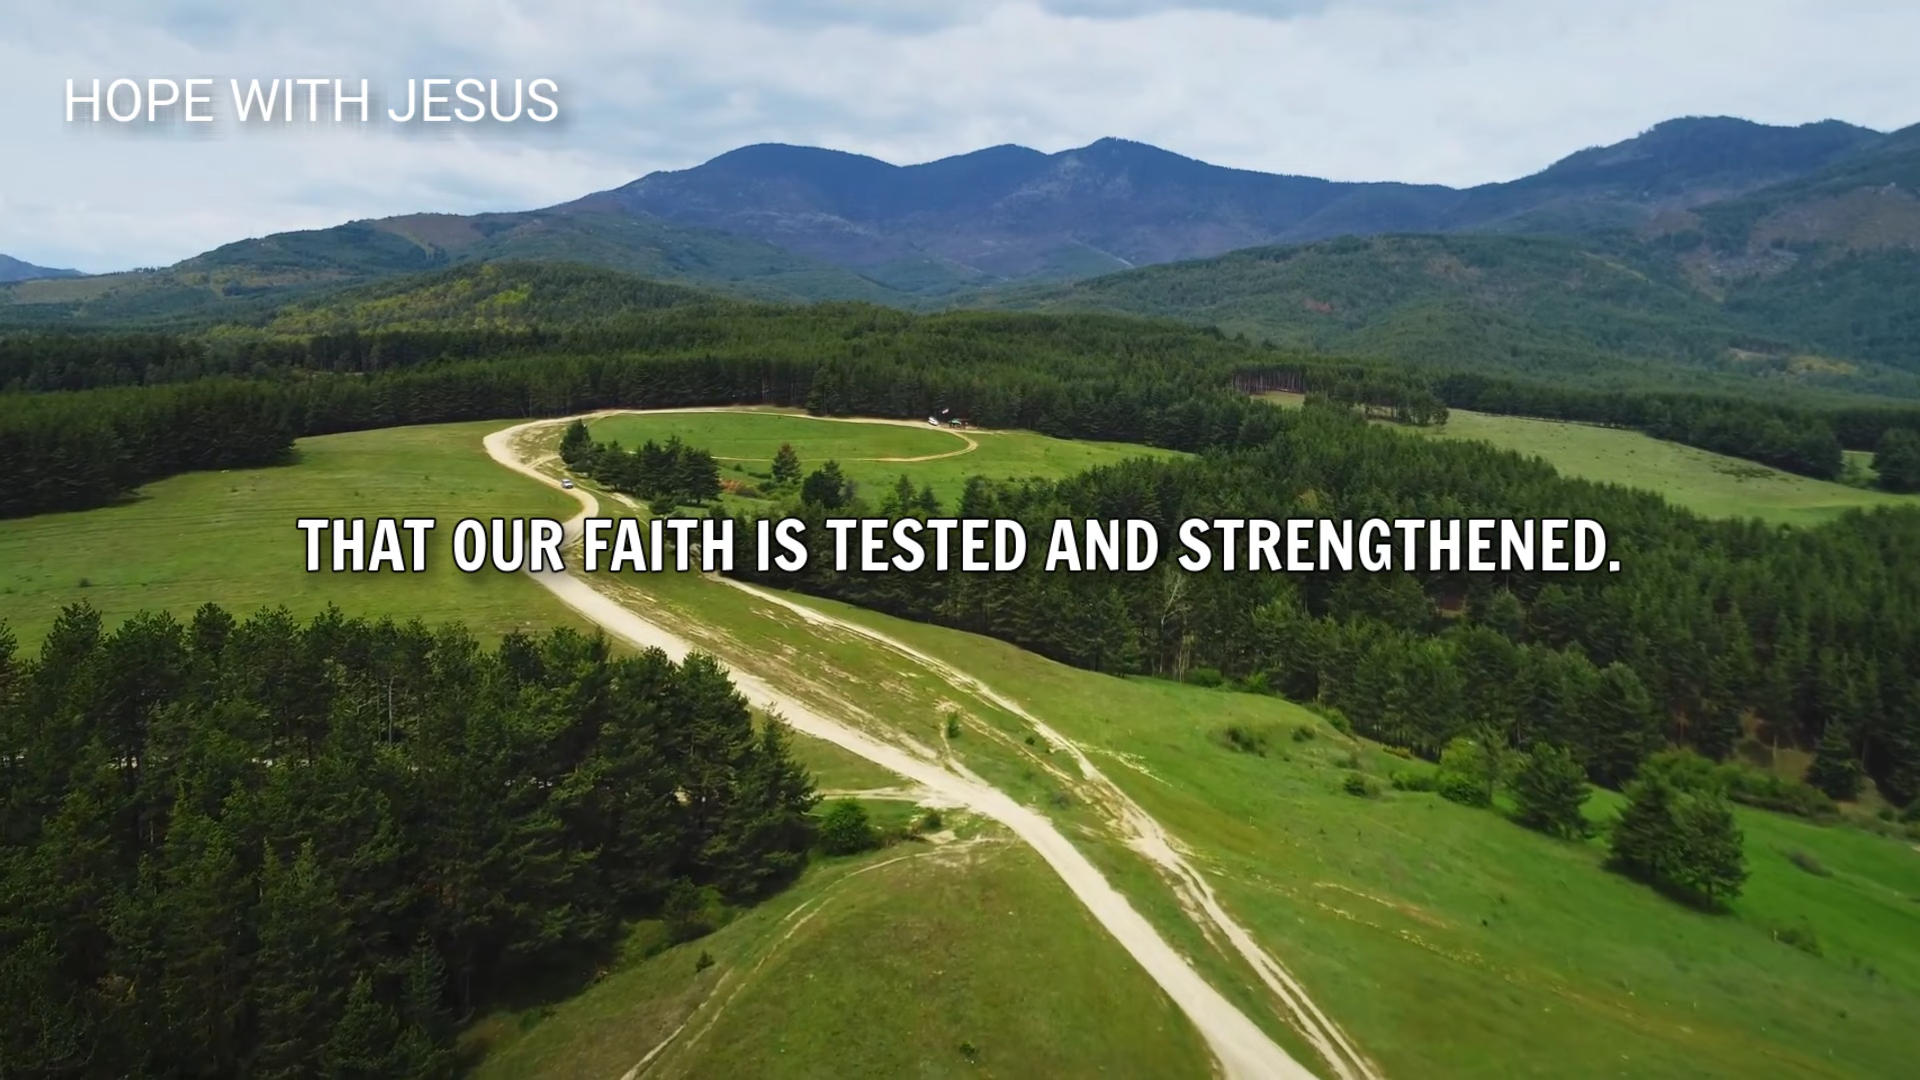 HOPE WITH JESUS
THAT OUR FAITH IS TESTED AND STRENGTHENED.